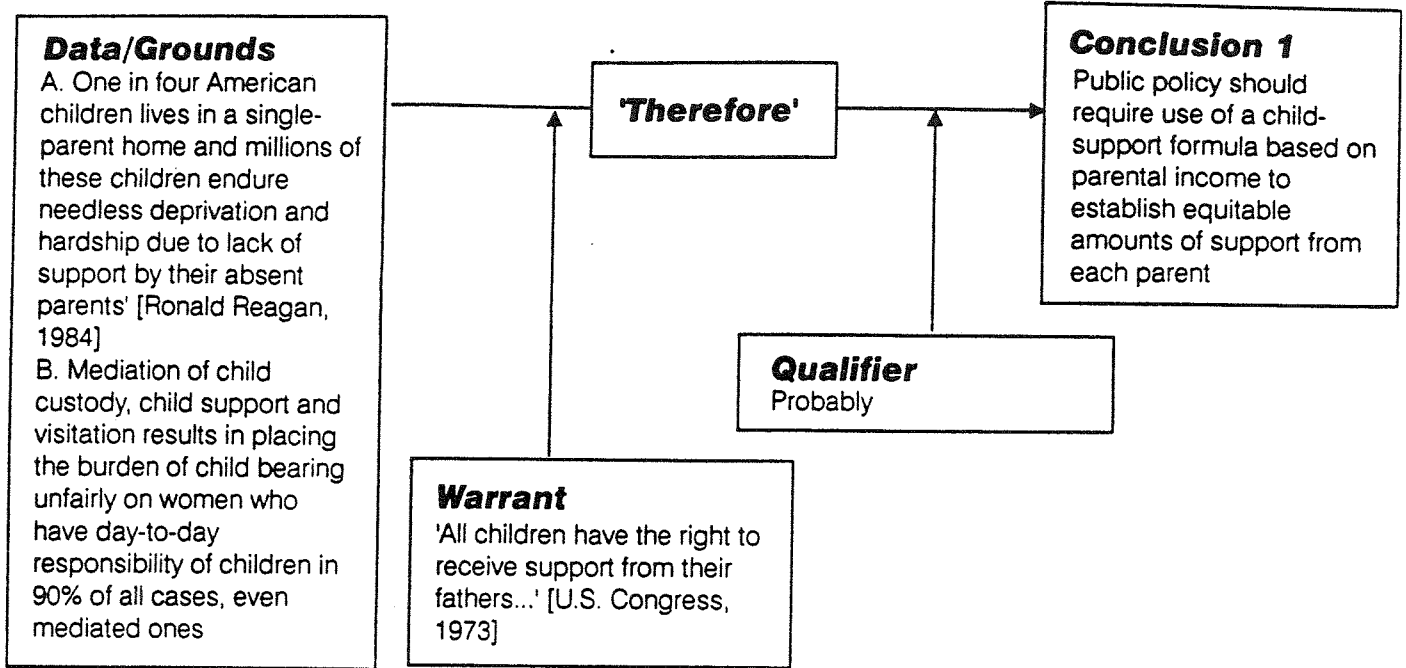 Data/Grounds
A. One in four American
children lives in a single-
parent home and millions of
these children endure
needless deprivation and
hardship due to lack of
support by their absent
parents' [Ronald Reagan,
1984]
B. Mediation of child
custody, child support and
visitation results in placing
the burden of child bearing
unfairly on women who
have day-to-day
responsibility of children in
90% of all cases, even
mediated ones
'Therefore'
Conclusion 1
Public policy should
require use of a child-
support formula based on
parental income to
establish equitable
amounts of support from
each parent
Qualifier
Probably
Warrant
'All children have the right to
receive support from their
fathers...' [U.S. Congress,
1973]